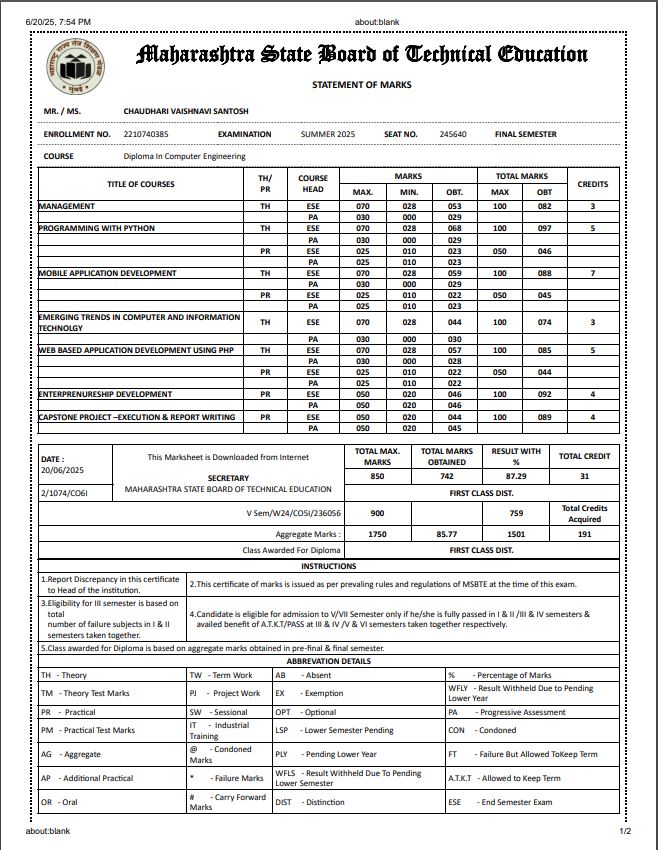 6/20/25, 7:54 PM about:blank
Maharashtra State Board of Technical Education
STATEMENT OF MARKS
MR. / MS. CHAUDHARI VAISHNAVI SANTOSH
ENROLLMENT NO. 2210740385 EXAMINATION SUMMER 2025 SEAT NO. 245640 FINAL SEMESTER
COURSE Diploma In Computer Engineering
TITLE OF COURSES TH/ PR COURSE HEAD MARKS TOTAL MARKS CREDITS
MAX. MIN. OBT. MAX OBT
MANAGEMENT TH ESE 070 028 053 100 082 3
PA 030 000 029
PROGRAMMING WITH PYTHON TH ESE 070 028 068 100 097 5
PA 030 000 029
PR ESE 025 010 023 050 046
PA 025 010 023
MOBILE APPLICATION DEVELOPMENT TH ESE 070 028 059 100 088 7
PA 030 000 029
PR ESE 025 010 022 050 045
PA 025 010 023
EMERGING TRENDS IN COMPUTER AND INFORMATION
TECHNOLGY TH ESE 070 028 044 100 074 3
PA 030 000 030
WEB BASED APPLICATION DEVELOPMENT USING PHP TH ESE 070 028 057 100 085 5
PA 030 000 028
PR ESE 025 010 022 050 044
PA 025 010 022
ENTERPRENEURSHIP DEVELOPMENT PR ESE 050 020 046 100 092 4
PA 050 020 046
CAPSTONE PROJECT –EXECUTION & REPORT WRITING PR ESE 050 020 044 100 089 4
PA 050 020 045
DATE :
20/06/2025
2/1074/CO6I
This Marksheet is Downloaded from Internet
SECRETARY
MAHARASHTRA STATE BOARD OF TECHNICAL EDUCATION
TOTAL MAX. MARKS TOTAL MARKS OBTAINED RESULT WITH % TOTAL CREDIT
850 742 87.29 31
FIRST CLASS DIST.
V Sem/W24/CO5I/236056 900 759 Total Credits Acquired
Aggregate Marks : 1750 85.77 1501 191
Class Awarded For Diploma FIRST CLASS DIST.
INSTRUCTIONS
1.Report Discrepancy in this certificate
to Head of the institution.
2.This certificate of marks is issued as per prevaling rules and regulations of MSBTE at the time of this exam.
3.Eligibility for III semester is based on
total
number of failure subjects in I & II
semesters taken together.
4.Candidate is eligible for admission to V/VII Semester only if he/she is fully passed in I & II /III & IV semesters &
availed benefit of A.T.KT/PASS at III & IV /V & VI semesters taken together respectively.
5.Class awarded for Diploma is based on aggregate marks obtained in pre-final & final semester.
ABBREVATION DETAILS
TH - Theory TW - Term Work AB - Absent % - Percentage of Marks
TM - Theory Test Marks PJ - Project Work EX - Exemption WFLY - Result Withheld Due to Pending Lower Year
PR - Practical SW - Sessional OPT - Optional PA - Progressive Assessment
PM - Practical Test Marks IT - Industrial Training LSP - Lower Semester Pending CON - Condoned
AG - Aggregate @ - Condoned Marks PLY - Pending Lower Year FT - Failure But Allowed ToKeep Term
AP - Additional Practical * - Failure Marks WFLS - Result Withheld Due To Pending Lower Semester A.T.K.T - Allowed to Keep Term
OR - Oral # - Carry Forward Marks DIST - Distinction ESE - End Semester Exam
about:blank 1/2